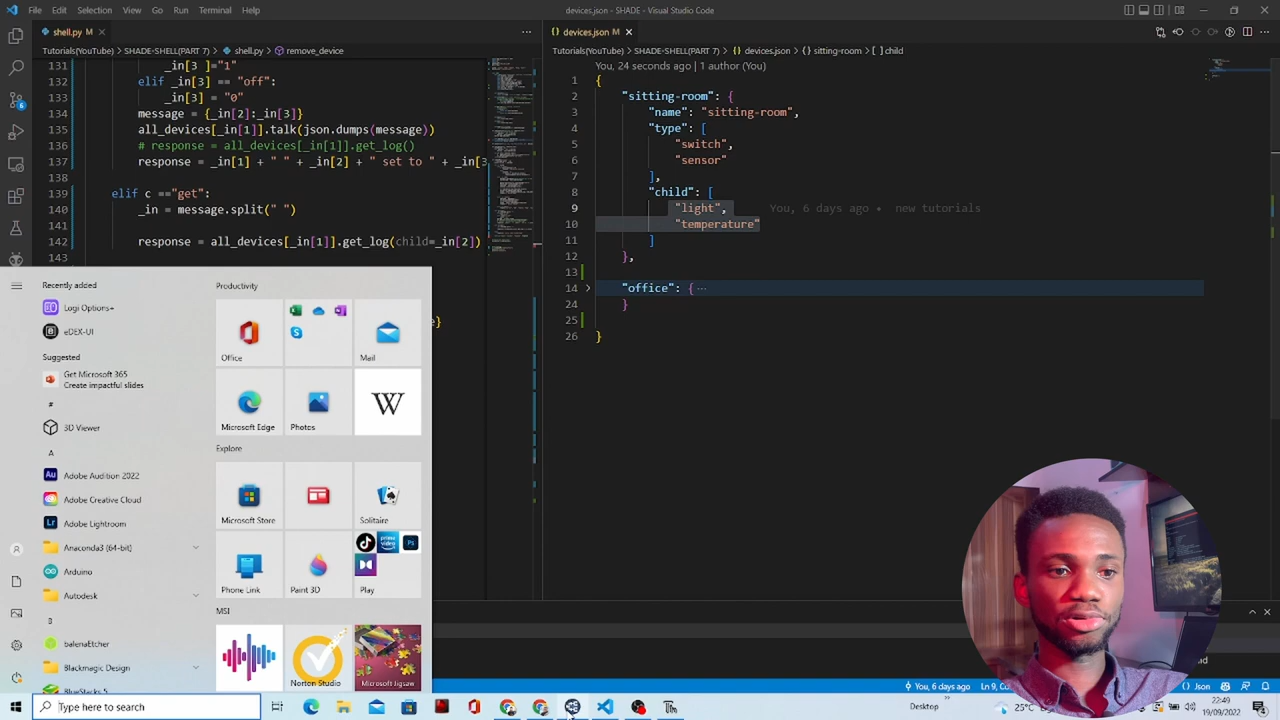 File Edit Selection View Go Run Terminal Help
devices.json - SHADE - Visual Studio Code
shell.py M
devices.json M
Tutorials(YouTube) > SHADE-SHELL(PART 7) > shell.py > remove_device
Tutorials(YouTube) > SHADE-SHELL(PART 7) > devices.json > {} sitting-room > [ ] child
131 _in[3 ]="1"
132 elif _in[3] == "off":
133 _in[3] = "0"
134 message = {_in[2]:_in[3]}
135 all_devices[_in[1]].talk(json.dumps(message))
136 # response = all_devices[_in[1]].get_log()
137 response = _in[1] + " " + _in[2] + " set to " + _in[3
138
139 elif c =="get":
140 _in = message.split(" ")
141
142 response = all_devices[_in[1]].get_log(child=_in[2])
143
e}
You, 24 seconds ago | 1 author (You)
1 {
2 "sitting-room": {
3 "name": "sitting-room",
4 "type": [
5 "switch",
6 "sensor"
7 ],
8 "child": [
9 "light", You, 6 days ago • new tutorials
10 "temperature"
11 ]
12 },
13
14 "office": { ...
24 }
25
26 }
Recently added
Logi Options+
eDEX-UI
Suggested
Get Microsoft 365
Create impactful slides
#
3D Viewer
A
Adobe Audition 2022
Adobe Creative Cloud
Adobe Lightroom
Anaconda3 (64-bit)
Arduino
Autodesk
B
balenaEtcher
Blackmagic Design
BlueStacks 5
Productivity
Office
Mail
Microsoft Edge
Photos
W
Explore
Microsoft Store
Solitaire
Phone Link
Paint 3D
Play
MSI
Norton Studio
Microsoft Jigsaw
You, 6 days ago
Json
Type here to search
Desktop
25°C
22:49
19/09/2022